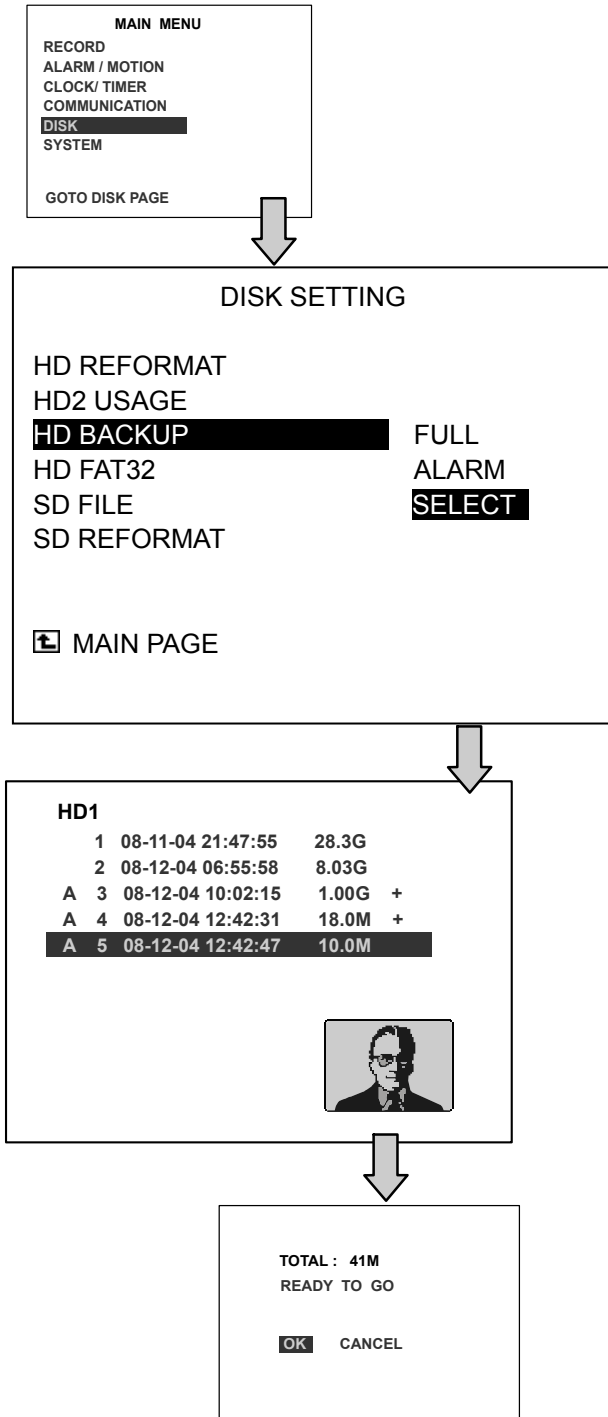 MAIN MENU
RECORD
ALARM / MOTION
CLOCK/ TIMER
COMMUNICATION
DISK
SYSTEM
GOTO DISK PAGE
DISK SETTING
HD REFORMAT
HD2 USAGE
HD BACKUP FULL
HD FAT32 ALARM
SD FILE SELECT
SD REFORMAT
MAIN PAGE
HD1
1 08-11-04 21:47:55 28.3G
2 08-12-04 06:55:58 8.03G
A 3 08-12-04 10:02:15 1.00G +
A 4 08-12-04 12:42:31 18.0M +
A 5 08-12-04 12:42:47 10.0M
TOTAL : 41M
READY TO GO
OK CANCEL